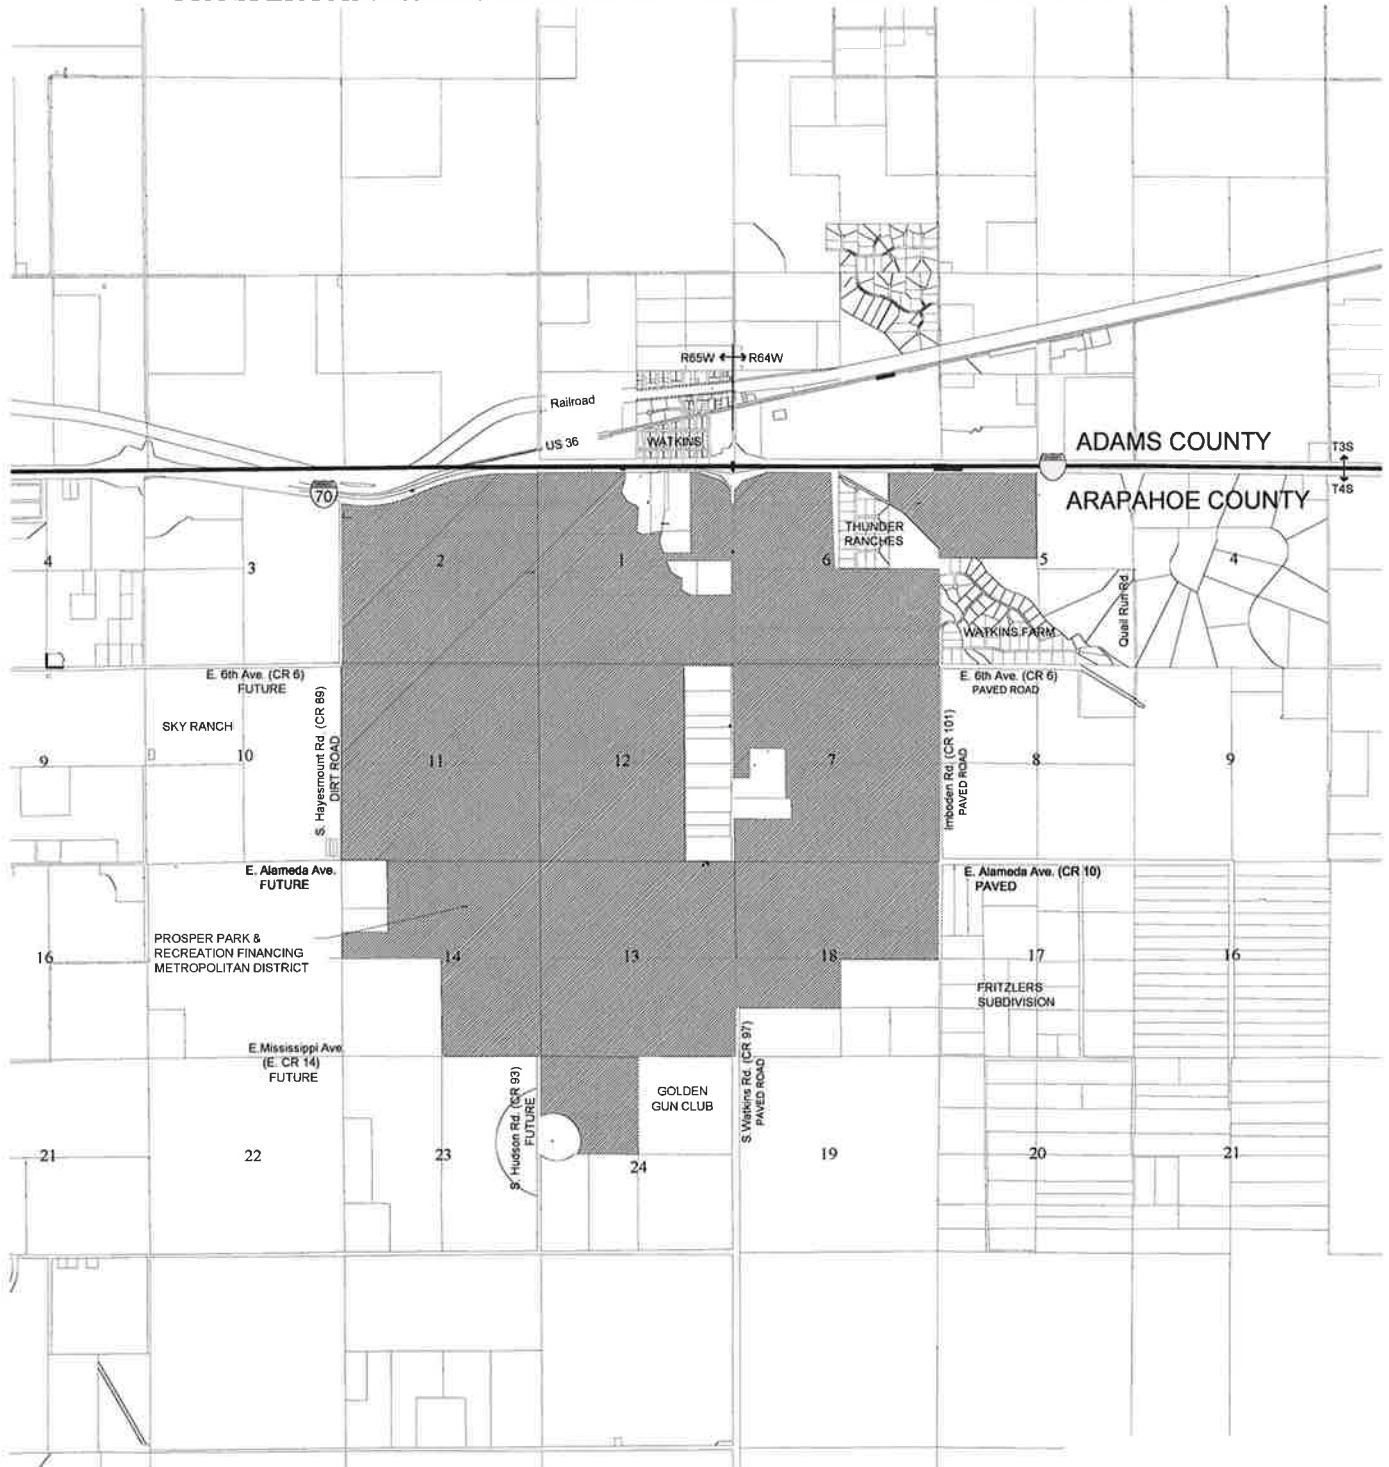 R65W
R64W
Railroad
US 36
WATKINS
ADAMS COUNTY
T3S
T4S
ARAPAHOE COUNTY
70
THUNDER
RANCHES
4
3
2
1
6
5
4
Quail Run Rd.
WATKINS FARM
E. 6th Ave. (CR 6)
FUTURE
E. 6th Ave. (CR 6)
PAVED ROAD
SKY RANCH
S. Hayesmount Rd. (CR 89)
DIRT ROAD
Imboden Rd. (CR 101)
PAVED ROAD
9
10
11
12
7
8
9
E. Alameda Ave.
FUTURE
E. Alameda Ave. (CR 10)
PAVED
PROSPER PARK &
RECREATION FINANCING
METROPOLITAN DISTRICT
16
14
13
18
17
16
FRITZLERS
SUBDIVISION
E.Mississippi Ave.
(E. CR 14)
FUTURE
S. Hudson Rd. (CR 93)
FUTURE
GOLDEN
GUN CLUB
S.Watkins Rd. (CR 97)
PAVED ROAD
21
22
23
24
19
20
21